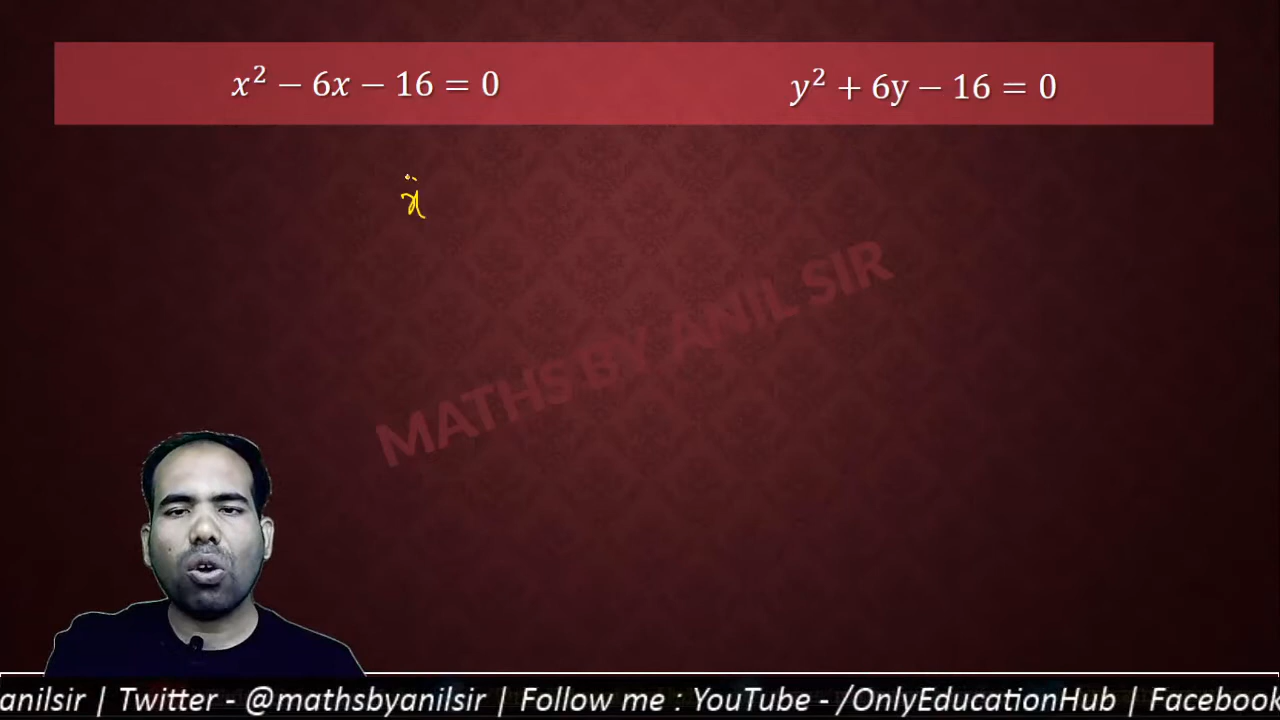 x² − 6x − 16 = 0
y² + 6y − 16 = 0
x
MATHS BY ANIL SIR
anilsir | Twitter - @mathsbyanilsir | Follow me : YouTube - /OnlyEducationHub | Facebook